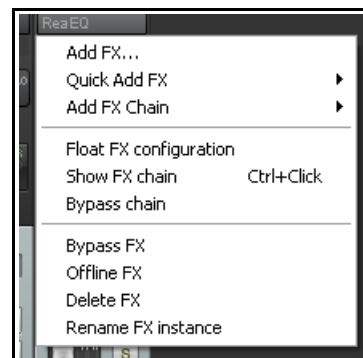 ReaEQ
Add FX...
Quick Add FX
Add FX Chain
Float FX configuration
Show FX chain Ctrl+Click
Bypass chain
Bypass FX
Offline FX
Delete FX
Rename FX instance
S